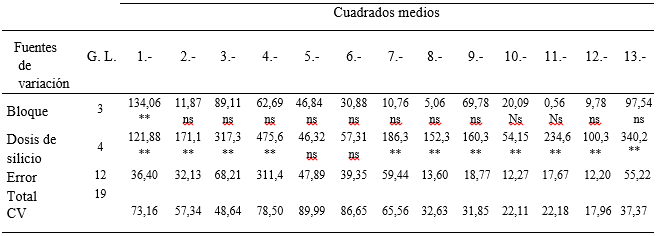 Cuadrados medios
Fuentes de variación G. L. 1.- 2.- 3.- 4.- 5.- 6.- 7.- 8.- 9.- 10.- 11.- 12.- 13.-
Bloque 3 134,06 11,87 89,11 62,69 46,84 30,88 10,76 5,06 69,78 20,09 0,56 9,78 97,54
** ns ns ns ns ns ns ns ns Ns Ns ns ns
Dosis de 4 121,88 171,1 317,3 475,6 46,32 57,31 186,3 152,3 160,3 54,15 234,6 100,3 340,2
silicio ** ** ** ** ns ns ** ** ** ** ** ** **
Error 12 36,40 32,13 68,21 311,4 47,89 39,35 59,44 13,60 18,77 12,27 17,67 12,20 55,22
Total 19
CV 73,16 57,34 48,64 78,50 89,99 86,65 65,56 32,63 31,85 22,11 22,18 17,96 37,37